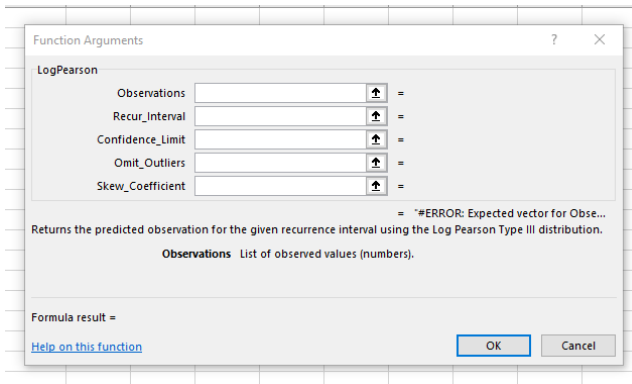 Function Arguments ? ×
LogPearson
Observations =
Recur_Interval =
Confidence_Limit =
Omit_Outliers =
Skew_Coefficient =
= "#ERROR: Expected vector for Obse...
Returns the predicted observation for the given recurrence interval using the Log Pearson Type III distribution.
Observations List of observed values (numbers).
Formula result =
Help on this function OK Cancel